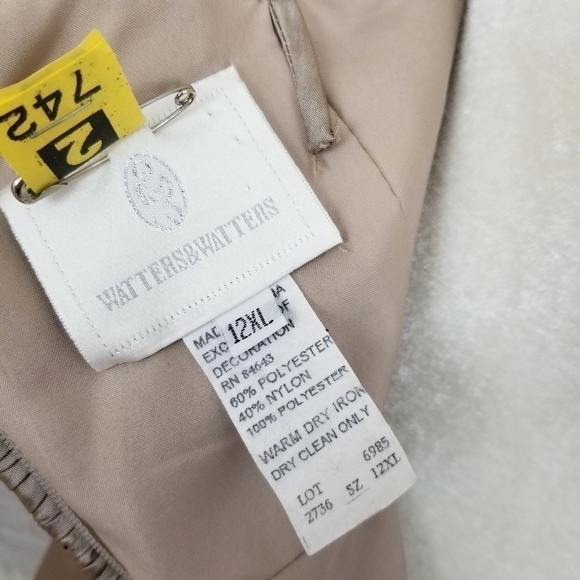 2
742
WATTERS&WATTERS
12XL
DECORATION
RN 84643
60% POLYESTER
40% NYLON
100% POLYESTER
WARM DRY IRON
DRY CLEAN ONLY
LOT 6985
2736 SZ 12XL